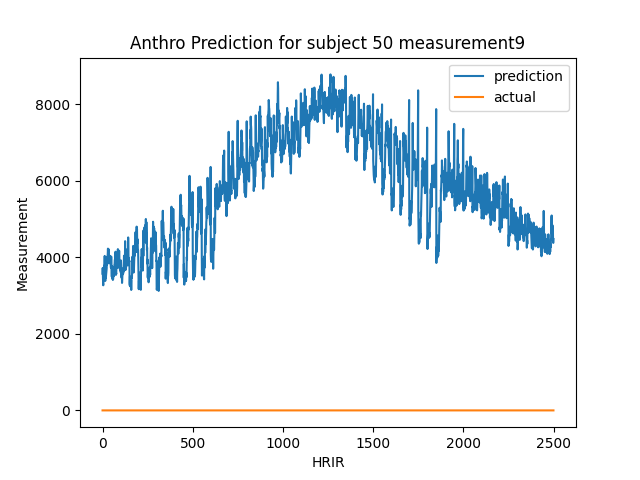 Anthro Prediction for subject 50 measurement9
prediction
actual
8000
6000
4000
2000
0
Measurement
0 500 1000 1500 2000 2500
HRIR